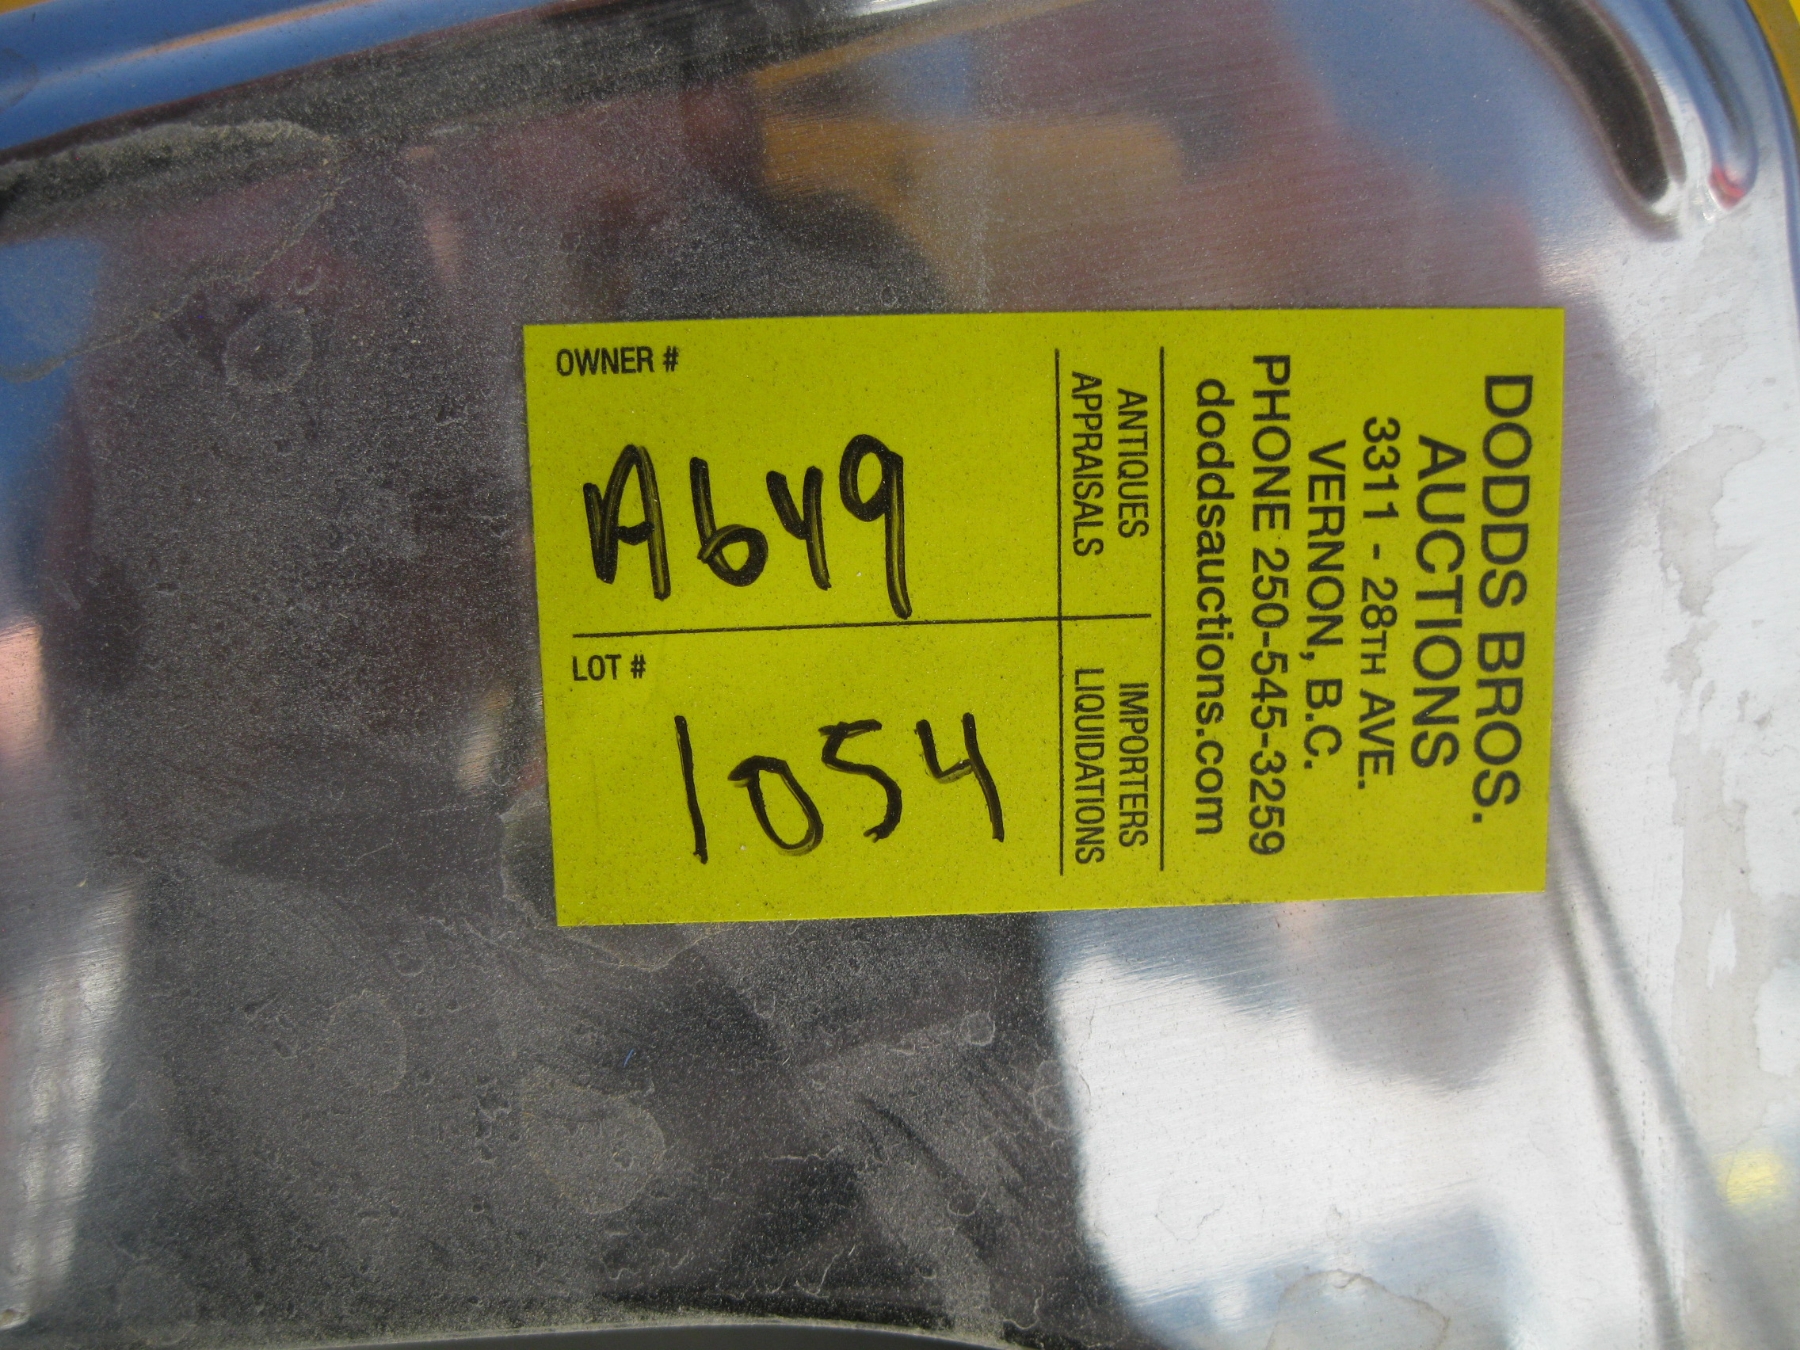 DODDS BROS.
AUCTIONS
3311 - 28TH AVE.
VERNON, B.C.
PHONE 250-545-3259
doddsauctions.com
ANTIQUES
APPRAISALS
IMPORTERS
LIQUIDATIONS
OWNER #
A649
LOT #
1054